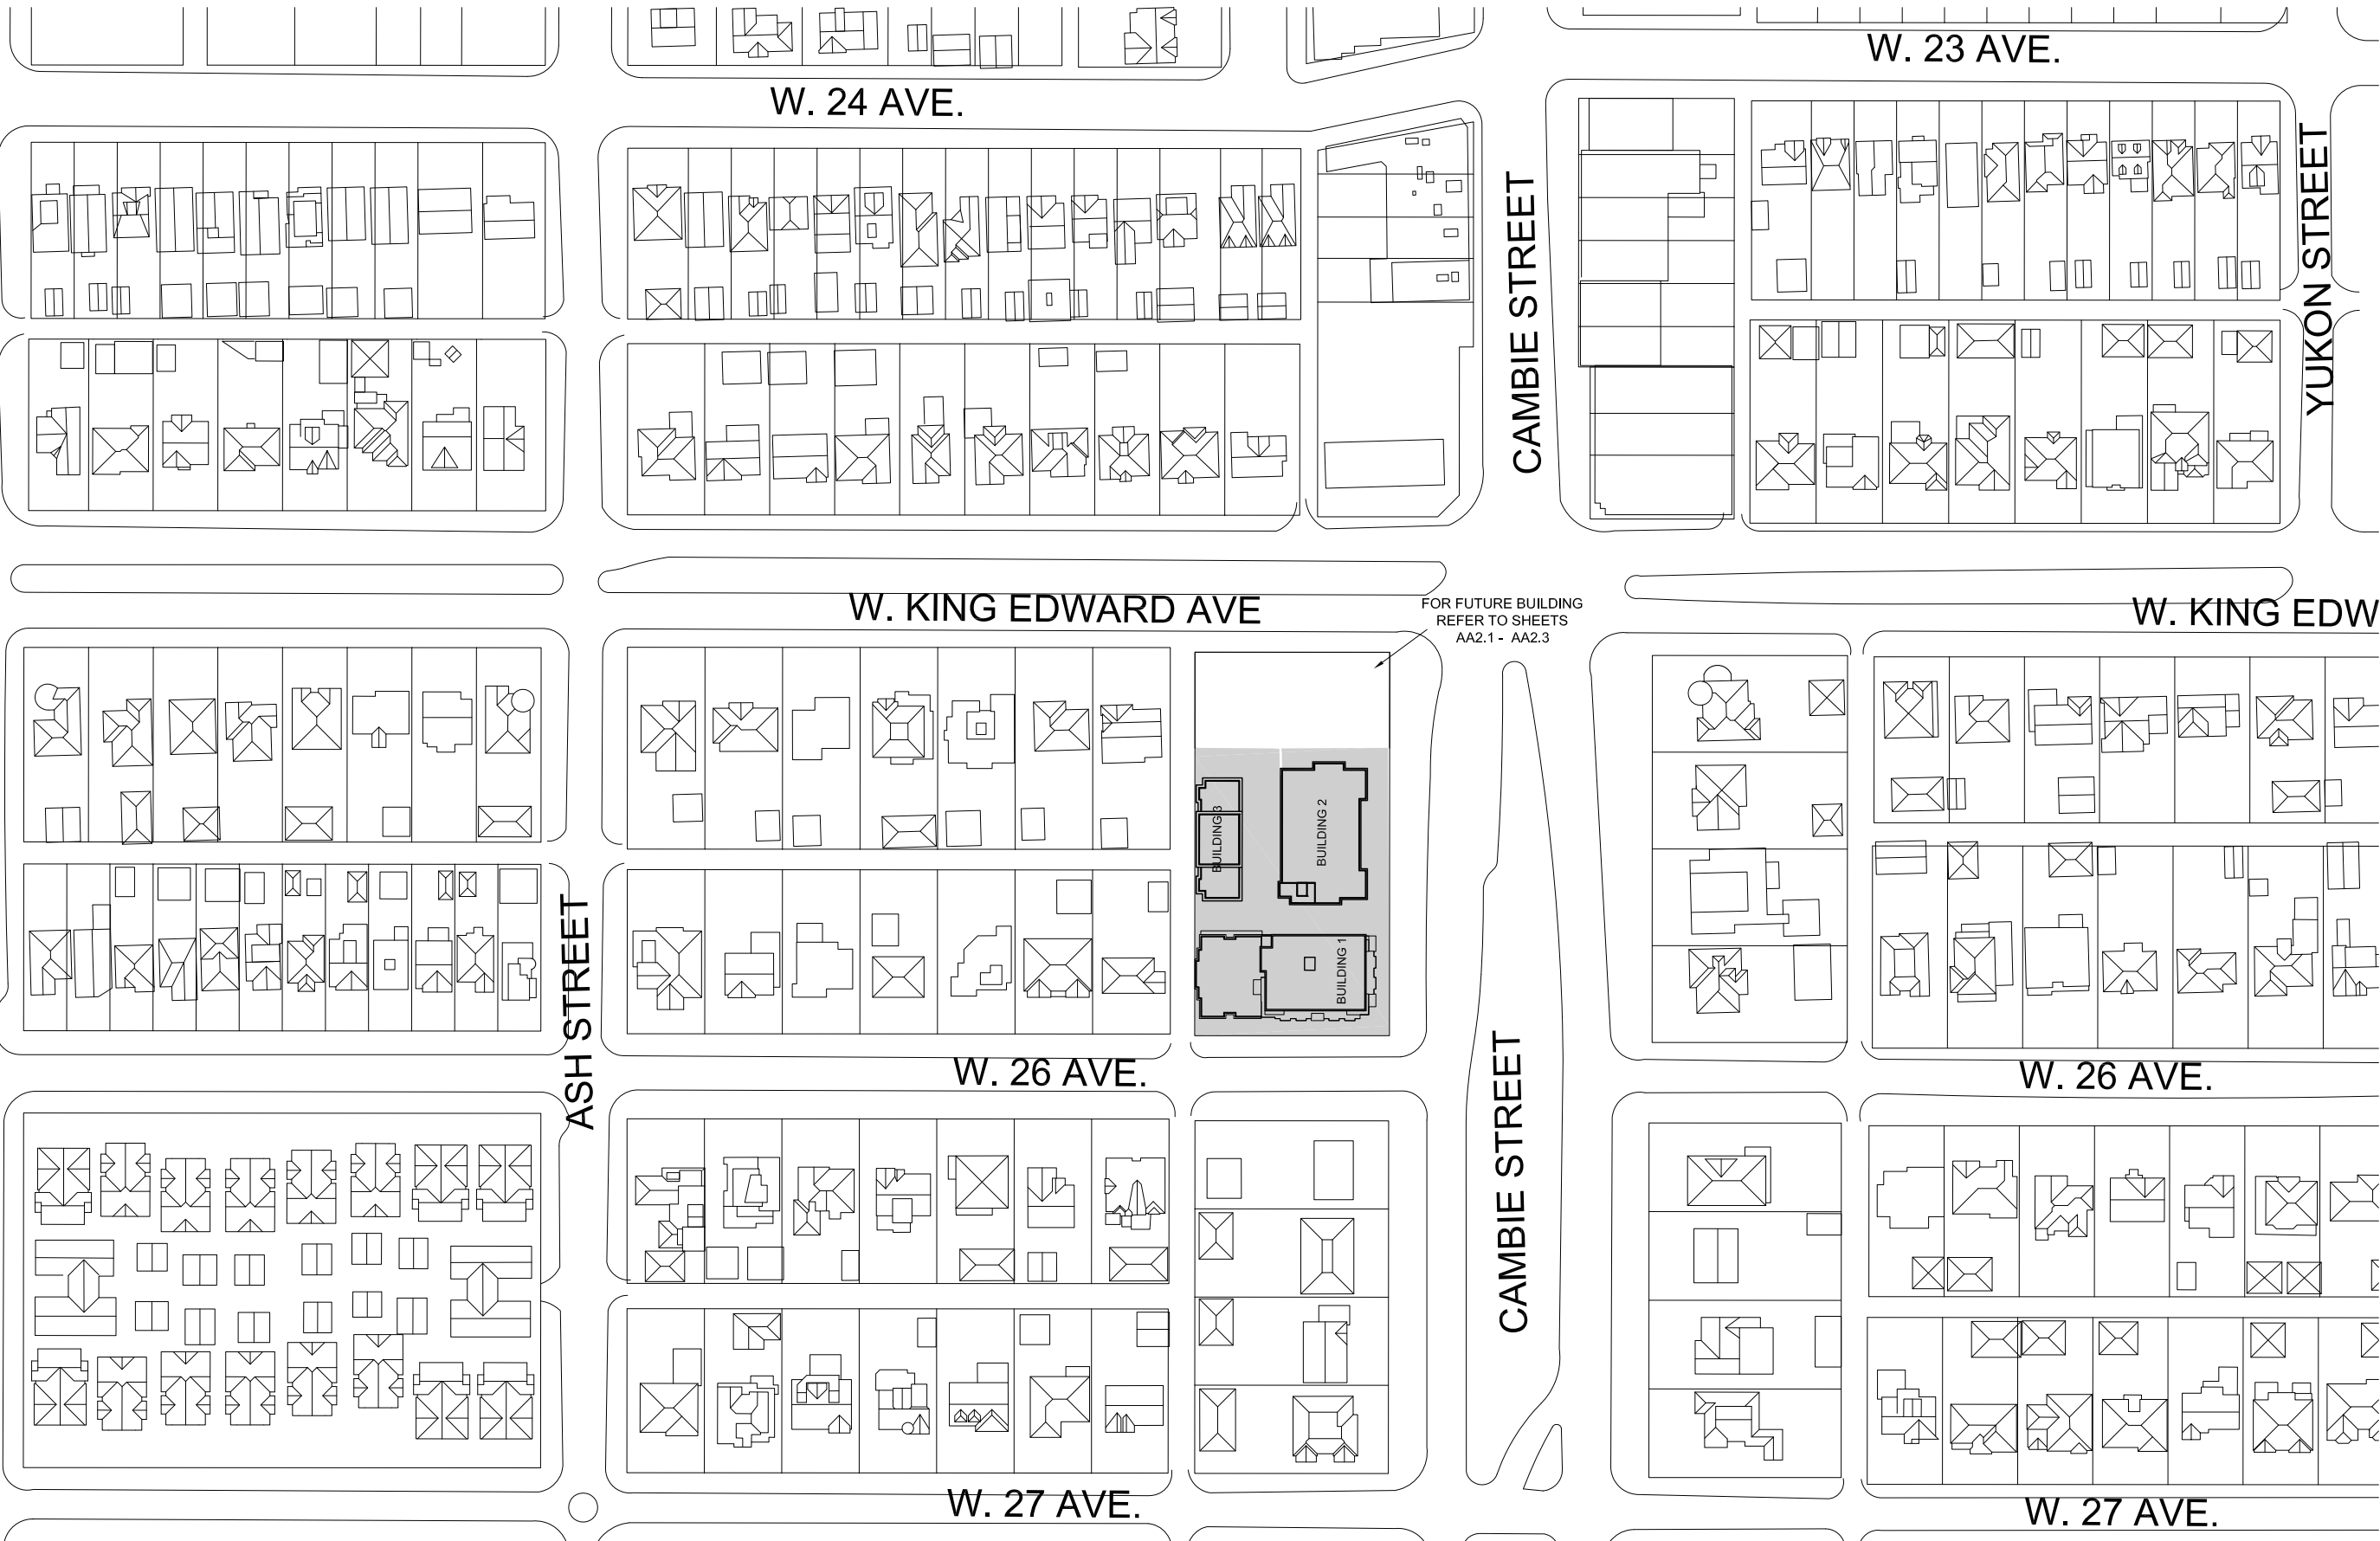 W. 23 AVE.
W. 24 AVE.
CAMBIE STREET
YUKON STREET
W. KING EDWARD AVE
FOR FUTURE BUILDING
REFER TO SHEETS
AA2.1 - AA2.3
W. KING EDW
BUILDING 3
BUILDING 2
BUILDING 1
ASH STREET
W. 26 AVE.
W. 26 AVE.
CAMBIE STREET
W. 27 AVE.
W. 27 AVE.